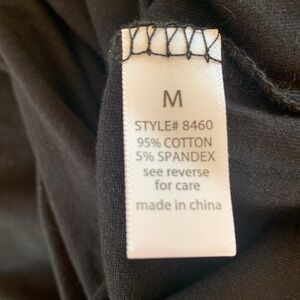 M
STYLE# 8460
95% COTTON
5% SPANDEX
see reverse
for care
made in china